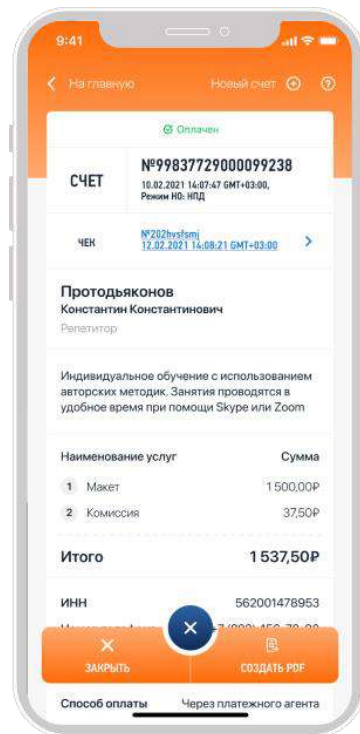 9:41
На главную Новый счет
Оплачен
СЧЕТ
№99837729000099238
10.02.2021 14:07:47 GMT+03:00,
Режим НО: НПД
ЧЕК
№202hvsfsmj
12.02.2021 14:08:21 GMT+03:00
Протодьяконов
Константин Константинович
Репетитор
Индивидуальное обучение с использованием
авторских методик. Занятия проводятся в
удобное время при помощи Skype или Zoom
Наименование услуг Сумма
1 Макет 1 500,00₽
2 Комиссия 37,50₽
Итого 1 537,50₽
ИНН 562001478953
ЗАКРЫТЬ СОЗДАТЬ PDF
Способ оплаты Через платежного агента